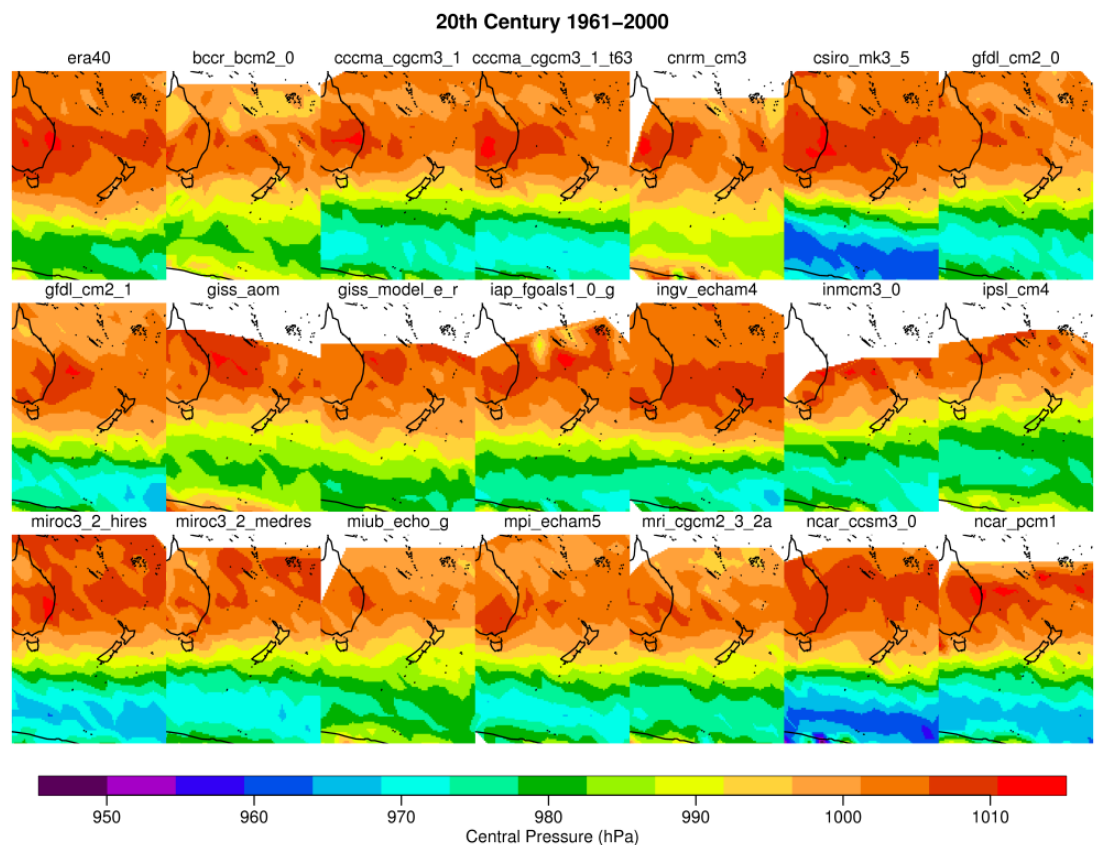 20th Century 1961−2000
era40 bccr_bcm2_0 cccma_cgcm3_1 cccma_cgcm3_1_t63 cnrm_cm3 csiro_mk3_5 gfdl_cm2_0
gfdl_cm2_1 giss_aom giss_model_e_r iap_fgoals1_0_g ingv_echam4 inmcm3_0 ipsl_cm4
miroc3_2_hires miroc3_2_medres miub_echo_g mpi_echam5 mri_cgcm2_3_2a ncar_ccsm3_0 ncar_pcm1
950 960 970 980 990 1000 1010
Central Pressure (hPa)